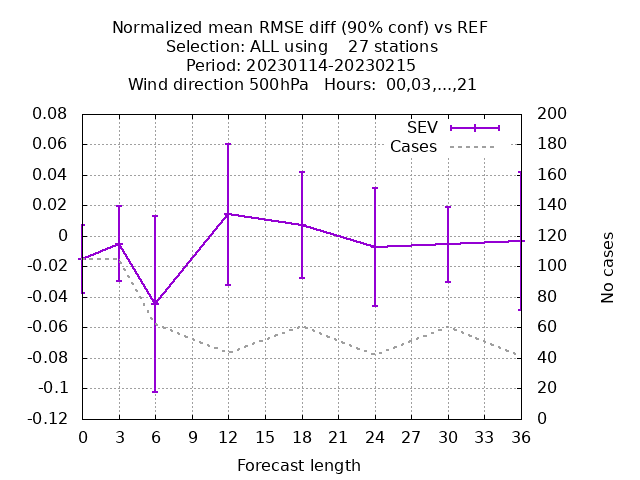 Normalized mean RMSE diff (90% conf) vs REF
Selection: ALL using    27 stations
Period: 20230114-20230215
Wind direction 500hPa   Hours:  00,03,...,21
SEV
Cases
0.08
0.06
0.04
0.02
0
-0.02
-0.04
-0.06
-0.08
-0.1
-0.12
200
180
160
140
120
100
80
60
40
20
0
No cases
0 3 6 9 12 15 18 21 24 27 30 33 36
Forecast length